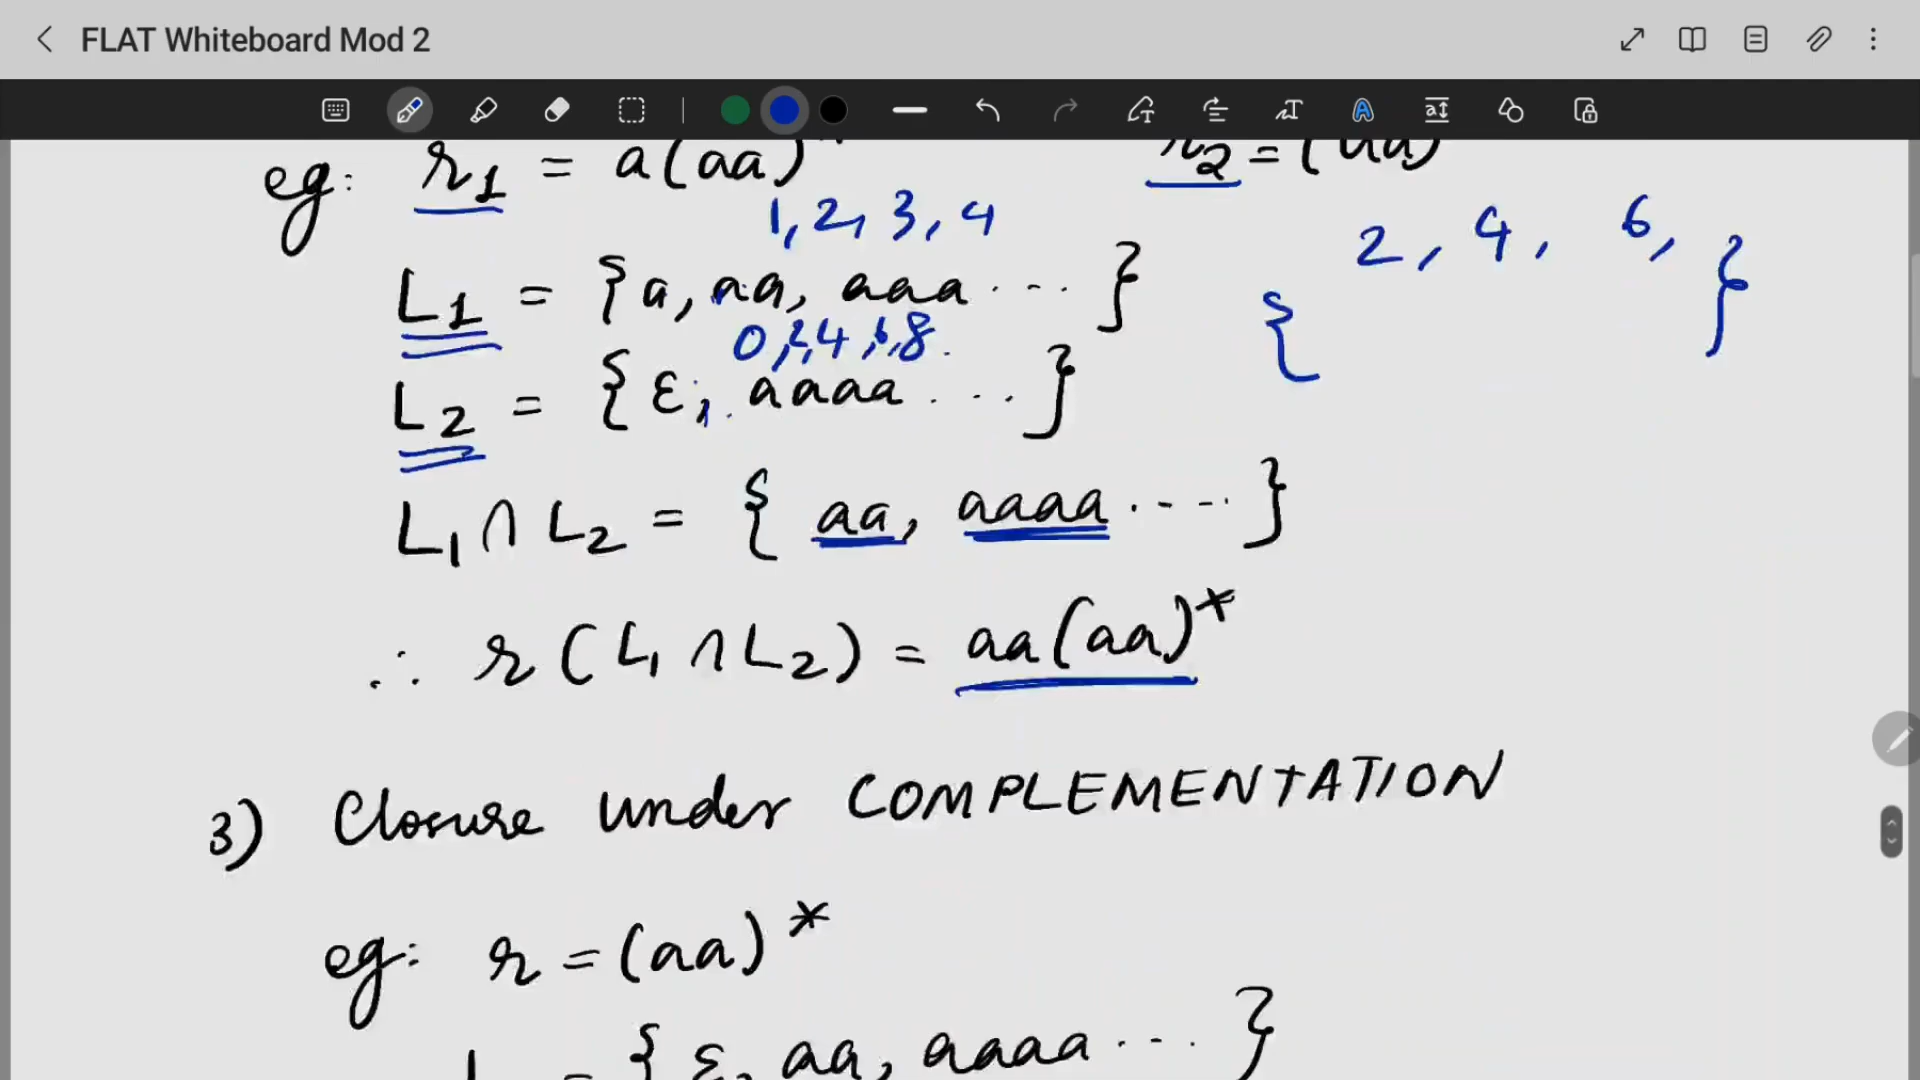 FLAT Whiteboard Mod 2
eg: r1 = a(aa)* r2 = (aa)
1, 2, 3, 4
2, 4, 6,
L1 = {a, aa, aaa ....}
{ }
0, 2, 4, 6, 8.
L2 = {ε, aaaa ....}
L1 ∩ L2 = { aa, aaaa .....}
∴ r(L1 ∩ L2) = aa(aa)*
3) Closure under COMPLEMENTATION
eg: r = (aa)*
L = {ε, aa, aaaa ....}